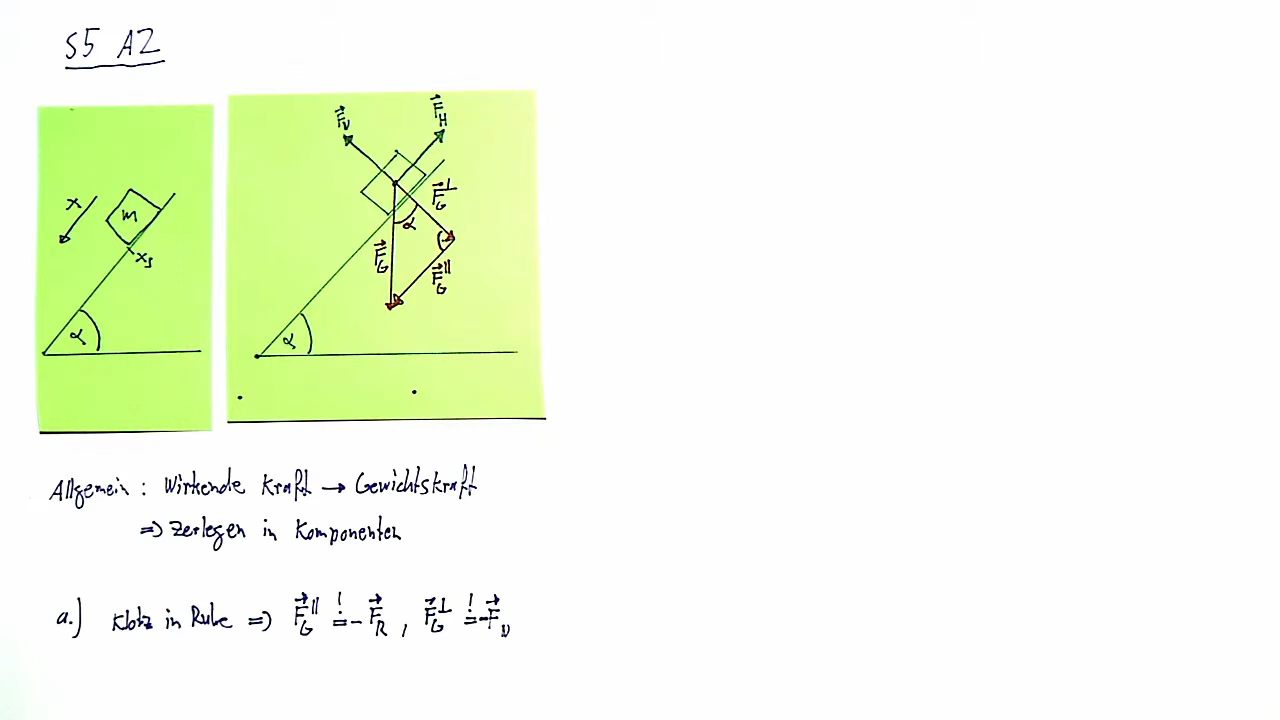 S5 A2
x
m
x_s
α
F⃗_N
F⃗_H
F⃗_G^⊥
α
F⃗_G
F⃗_G^∥
α
Allgemein : Wirkende Kraft → Gewichtskraft
⇒ Zerlegen in Komponenten
a.) Klotz in Ruhe ⇒ F⃗_G^∥ != -F⃗_R , F⃗_G^⊥ != -F⃗_N